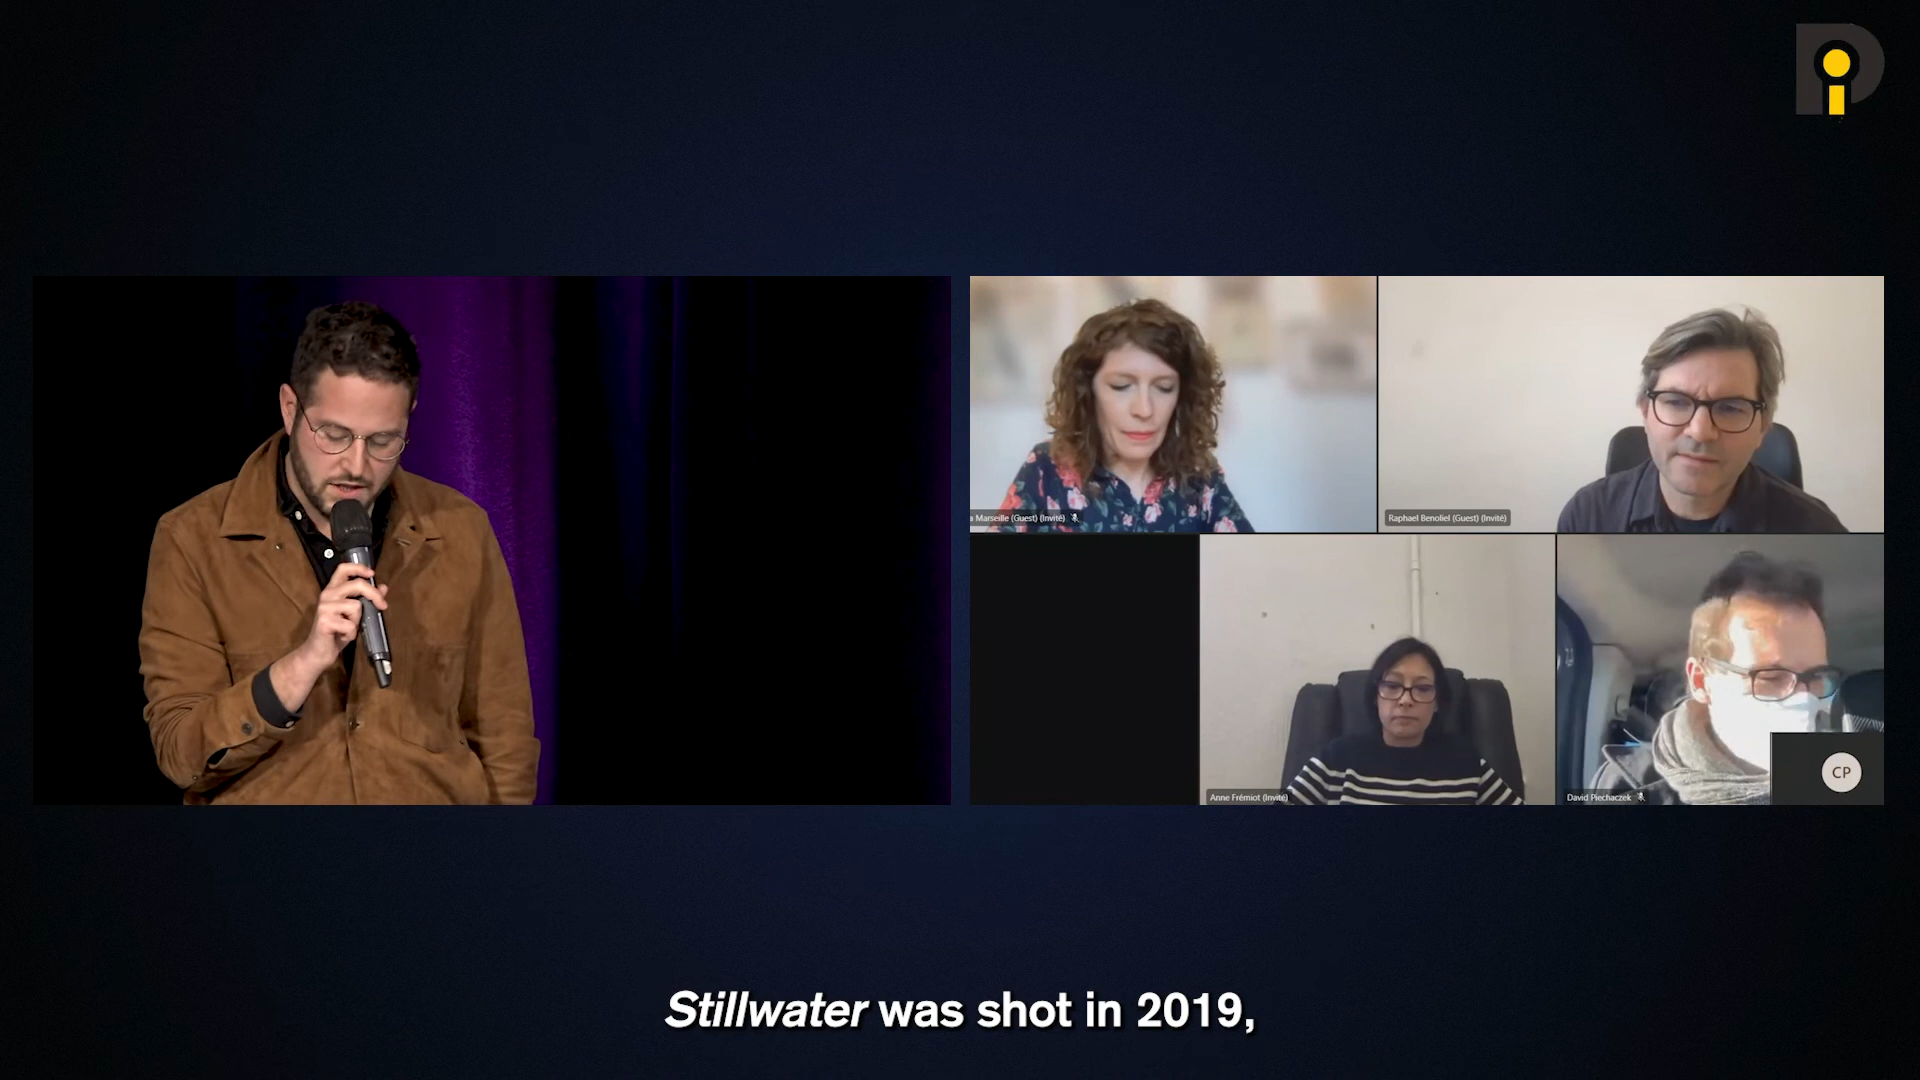 a Marseille (Guest) (Invité)
Raphael Benoliel (Guest) (Invité)
Anne Frémiot (Invité)
David Piechaczek
CP
Stillwater was shot in 2019,